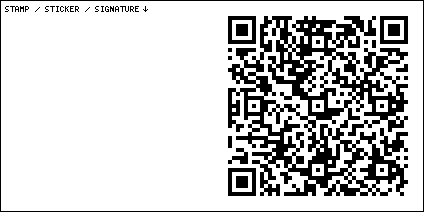 STAMP / STICKER / SIGNATURE ↓